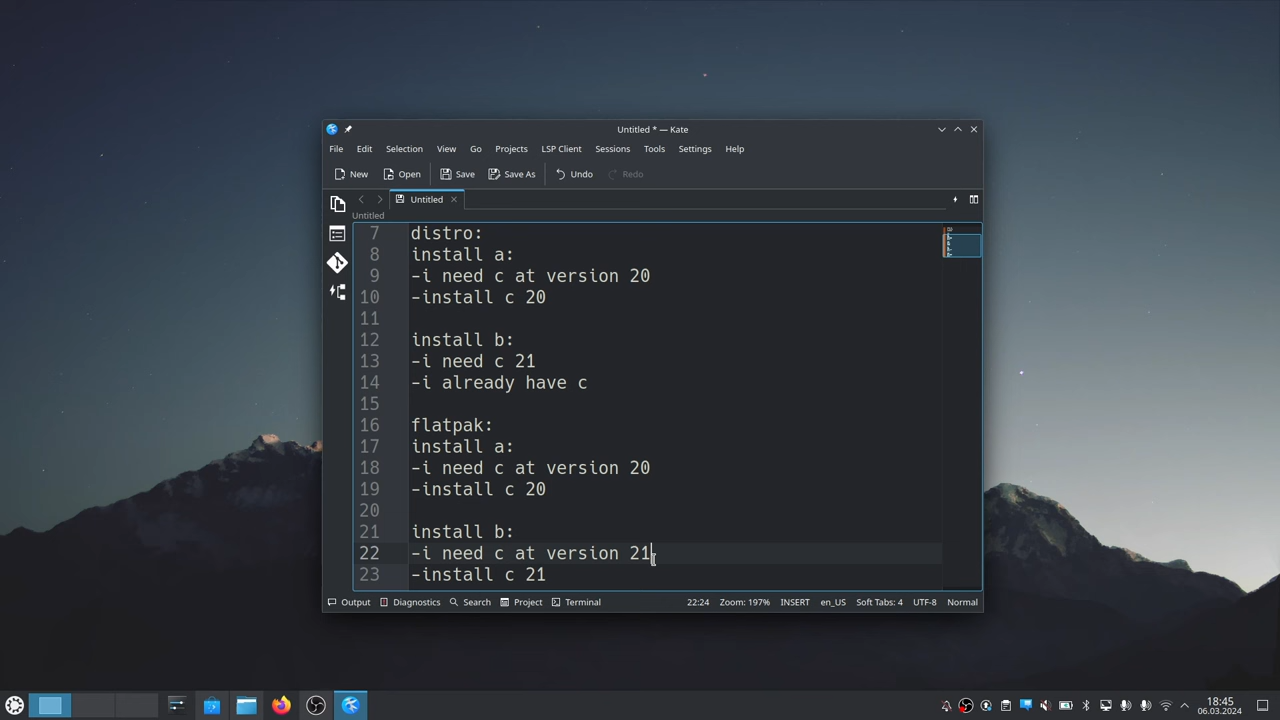 Untitled * — Kate
File Edit Selection View Go Projects LSP Client Sessions Tools Settings Help
New Open Save Save As Undo Redo
Untitled
Untitled
7 distro:
8 install a:
9 -i need c at version 20
10 -install c 20
11
12 install b:
13 -i need c 21
14 -i already have c
15
16 flatpak:
17 install a:
18 -i need c at version 20
19 -install c 20
20
21 install b:
22 -i need c at version 21
23 -install c 21
Output Diagnostics Search Project Terminal 22:24 Zoom: 197% INSERT en_US Soft Tabs: 4 UTF-8 Normal
18:45
06.03.2024